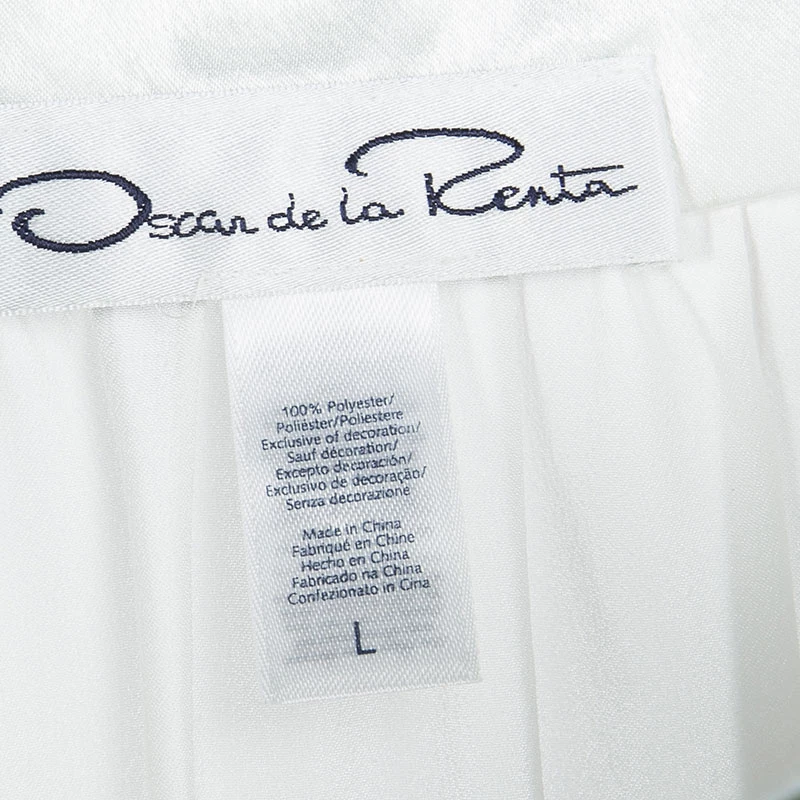 Oscar de la Renta
100% Polyester/
Poliéster/Poliestere
Exclusive of decoration/
Sauf décoration/
Excepto decoración/
Exclusivo de decoração/
Senza decorazione
Made in China
Fabriqué en Chine
Hecho en China
Fabricado na China
Confezionato in Cina
L